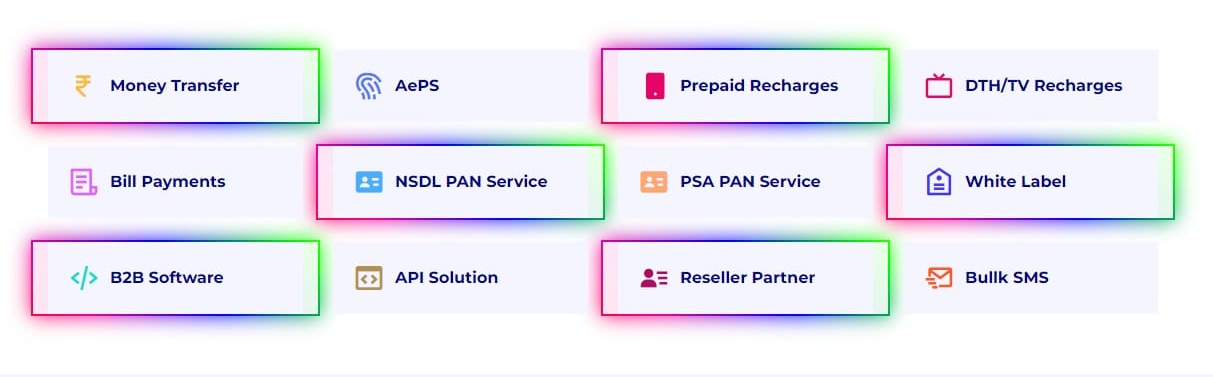 Money Transfer
AePS
Prepaid Recharges
DTH/TV Recharges
Bill Payments
NSDL PAN Service
PSA PAN Service
White Label
B2B Software
API Solution
Reseller Partner
Bullk SMS